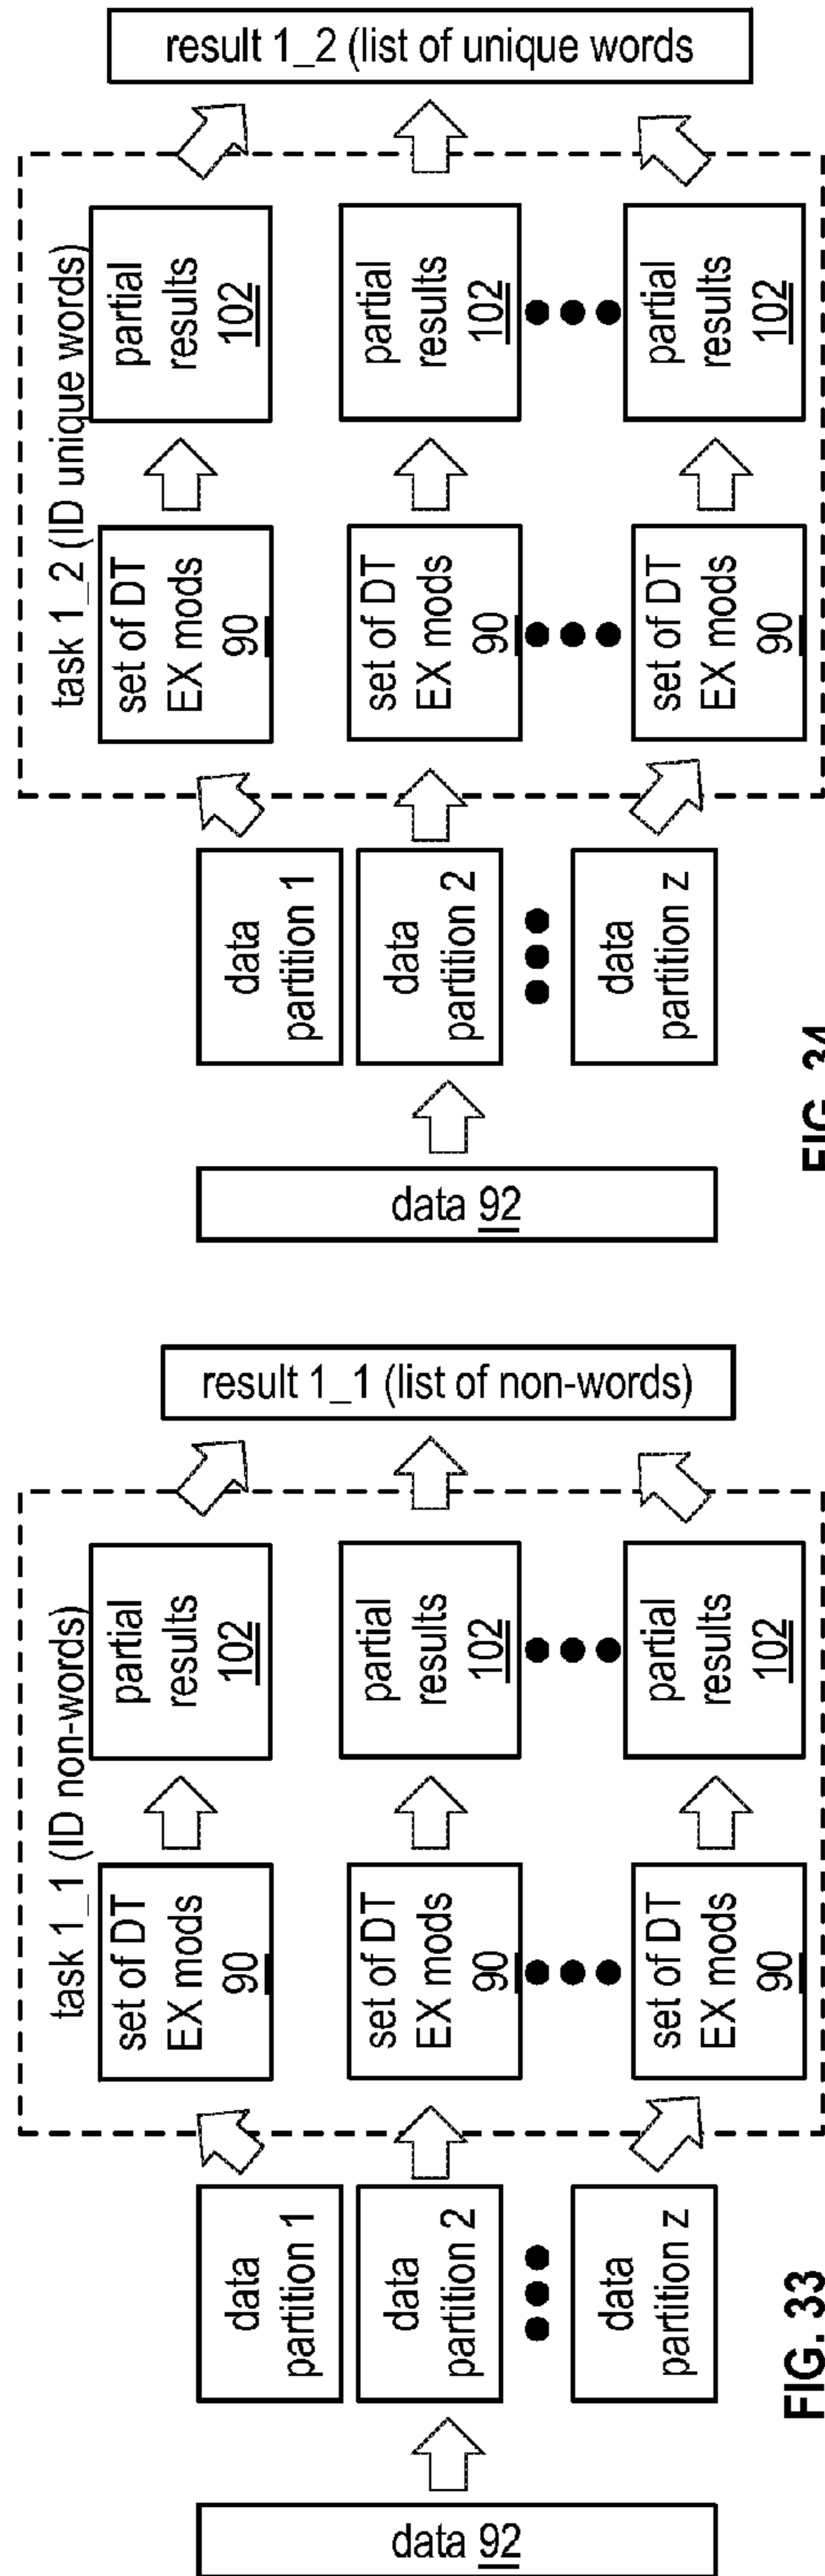 task 1_1 (ID non-words)
data 92
data
partition 1
data
partition 2
data
partition z
set of DT
EX mods
90
set of DT
EX mods
90
set of DT
EX mods
90
partial
results
102
partial
results
102
partial
results
102
result 1_1 (list of non-words)
FIG. 33
task 1_2 (ID unique words)
data 92
data
partition 1
data
partition 2
data
partition z
set of DT
EX mods
90
set of DT
EX mods
90
set of DT
EX mods
90
partial
results
102
partial
results
102
partial
results
102
result 1_2 (list of unique words
FIG. 34